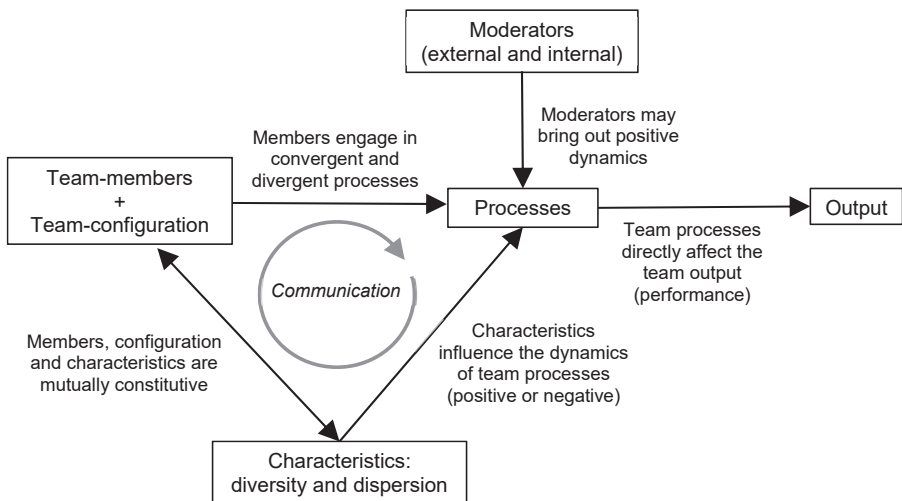 Moderators
(external and internal)
Moderators may
bring out positive
dynamics
Members engage in
convergent and
divergent processes
Team-members
+
Team-configuration
Processes
Output
Team processes
directly affect the
team output
(performance)
Communication
Members, configuration
and characteristics are
mutually constitutive
Characteristics
influence the dynamics
of team processes
(positive or negative)
Characteristics:
diversity and dispersion